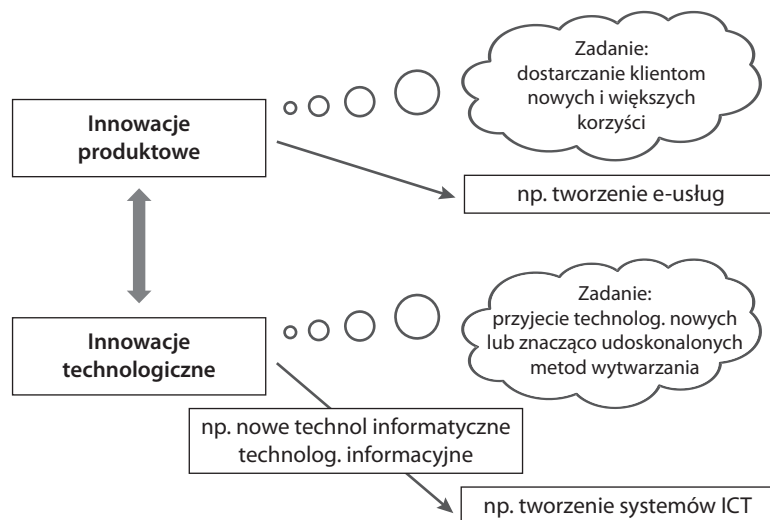 Zadanie:
dostarczanie klientom
nowych i większych
korzyści
Innowacje
produktowe
np. tworzenie e-usług
Zadanie:
przyjecie technolog. nowych
lub znacząco udoskonalonych
metod wytwarzania
Innowacje
technologiczne
np. nowe technol informatyczne
technolog. informacyjne
np. tworzenie systemów ICT